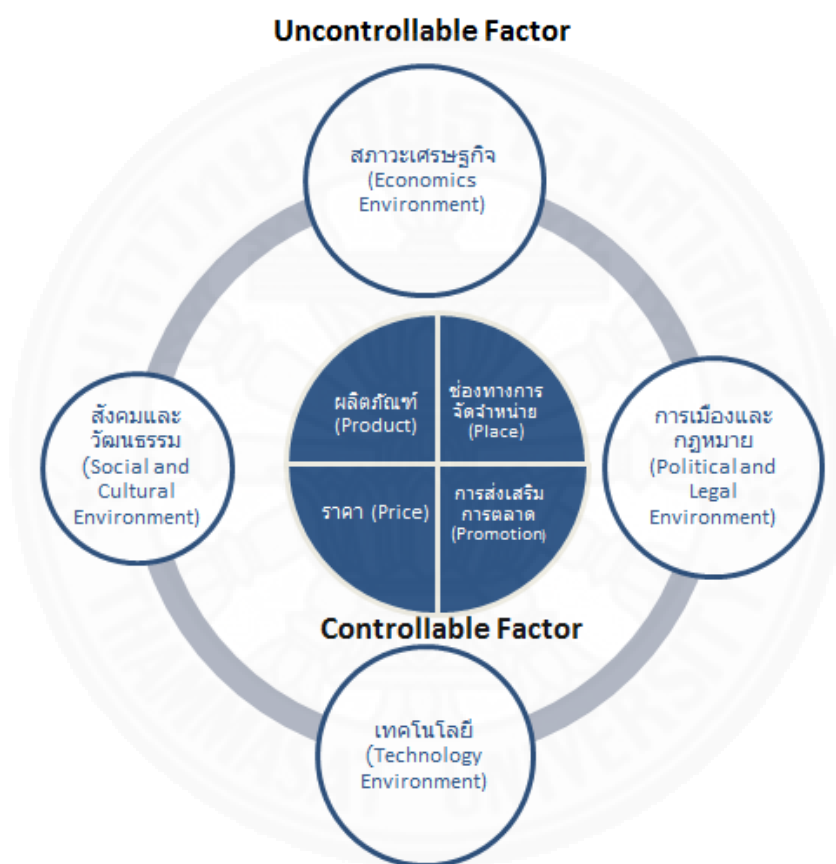 Uncontrollable Factor
สภาวะเศรษฐกิจ
(Economics
Environment)
สังคมและ
วัฒนธรรม
(Social and
Cultural
Environment)
ผลิตภัณฑ์
(Product)
ช่องทางการ
จัดจำหน่าย
(Place)
ราคา (Price)
การส่งเสริม
การตลาด
(Promotion)
การเมืองและ
กฎหมาย
(Political and
Legal
Environment)
Controllable Factor
เทคโนโลยี
(Technology
Environment)